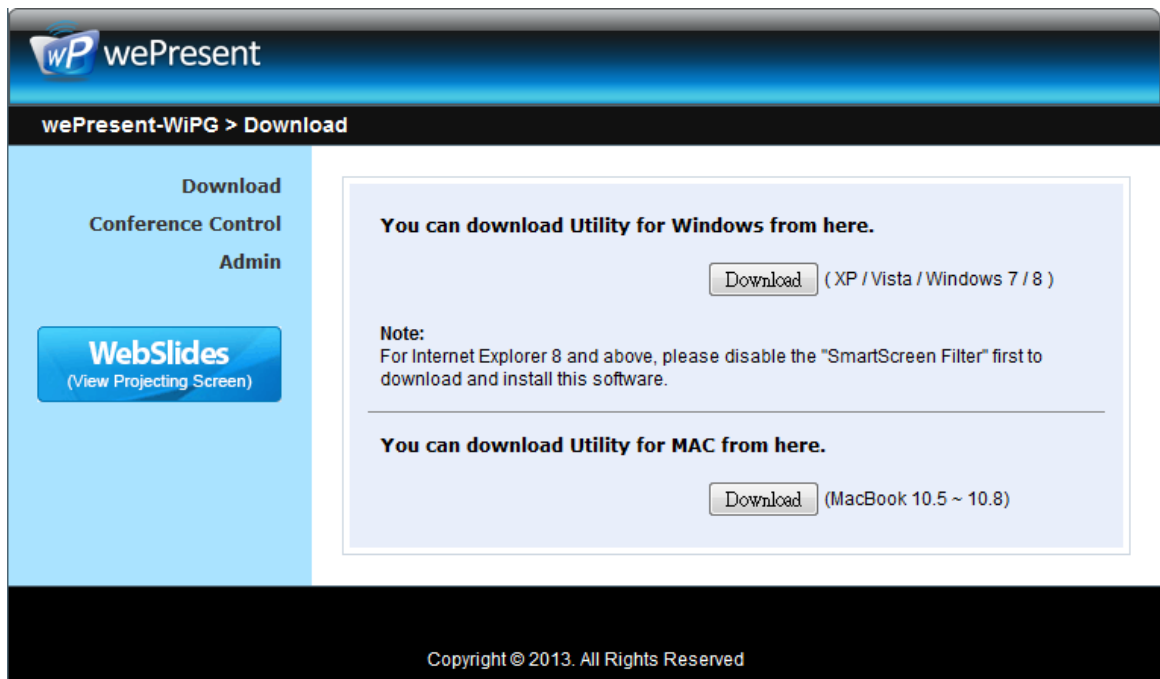 wP wePresent
wePresent-WiPG > Download
Download
Conference Control
Admin
WebSlides
(View Projecting Screen)
You can download Utility for Windows from here.
Download ( XP / Vista / Windows 7 / 8 )
Note:
For Internet Explorer 8 and above, please disable the "SmartScreen Filter" first to
download and install this software.
You can download Utility for MAC from here.
Download (MacBook 10.5 ~ 10.8)
Copyright © 2013. All Rights Reserved